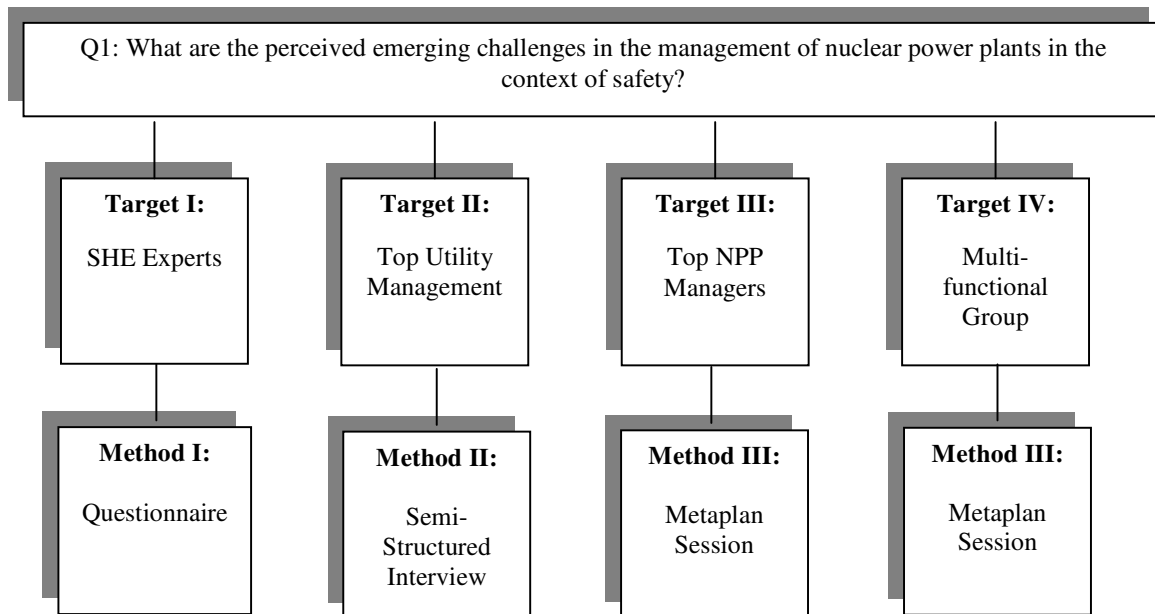 Q1: What are the perceived emerging challenges in the management of nuclear power plants in the
context of safety?
Target I:
SHE Experts
Target II:
Top Utility
Management
Target III:
Top NPP
Managers
Target IV:
Multi-
functional
Group
Method I:
Questionnaire
Method II:
Semi-
Structured
Interview
Method III:
Metaplan
Session
Method III:
Metaplan
Session